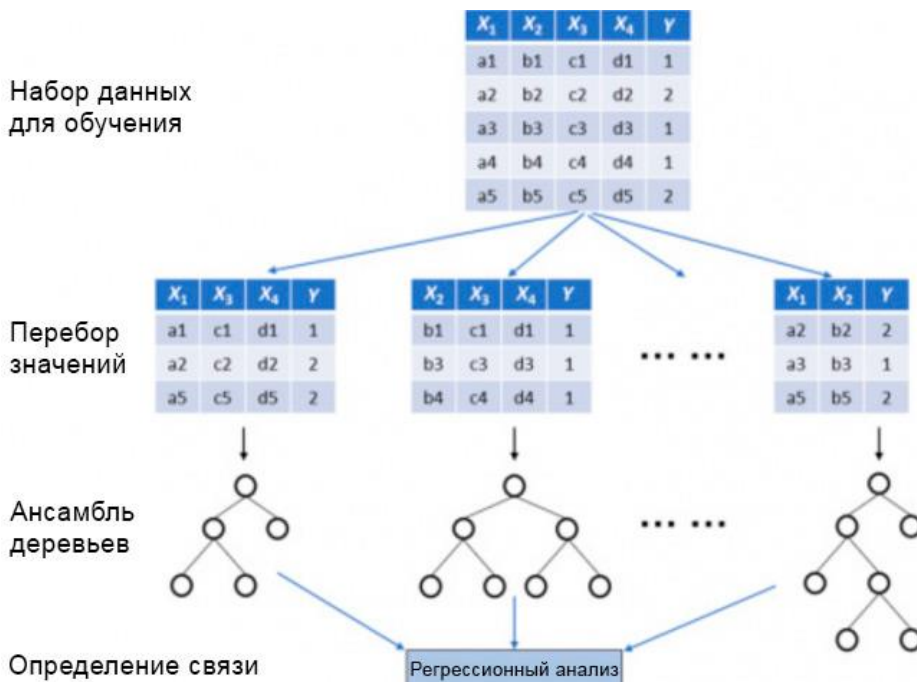 X₁ X₂ X₃ X₄ Y
a1 b1 c1 d1 1
a2 b2 c2 d2 2
a3 b3 c3 d3 1
a4 b4 c4 d4 1
a5 b5 c5 d5 2
Набор данных
для обучения
X₁ X₃ X₄ Y
a1 c1 d1 1
a2 c2 d2 2
a5 c5 d5 2
X₂ X₃ X₄ Y
b1 c1 d1 1
b3 c3 d3 1
b4 c4 d4 1
X₁ X₂ Y
a2 b2 2
a3 b3 1
a5 b5 2
Перебор
значений
... ...
Ансамбль
деревьев
... ...
Определение связи
Регрессионный анализ